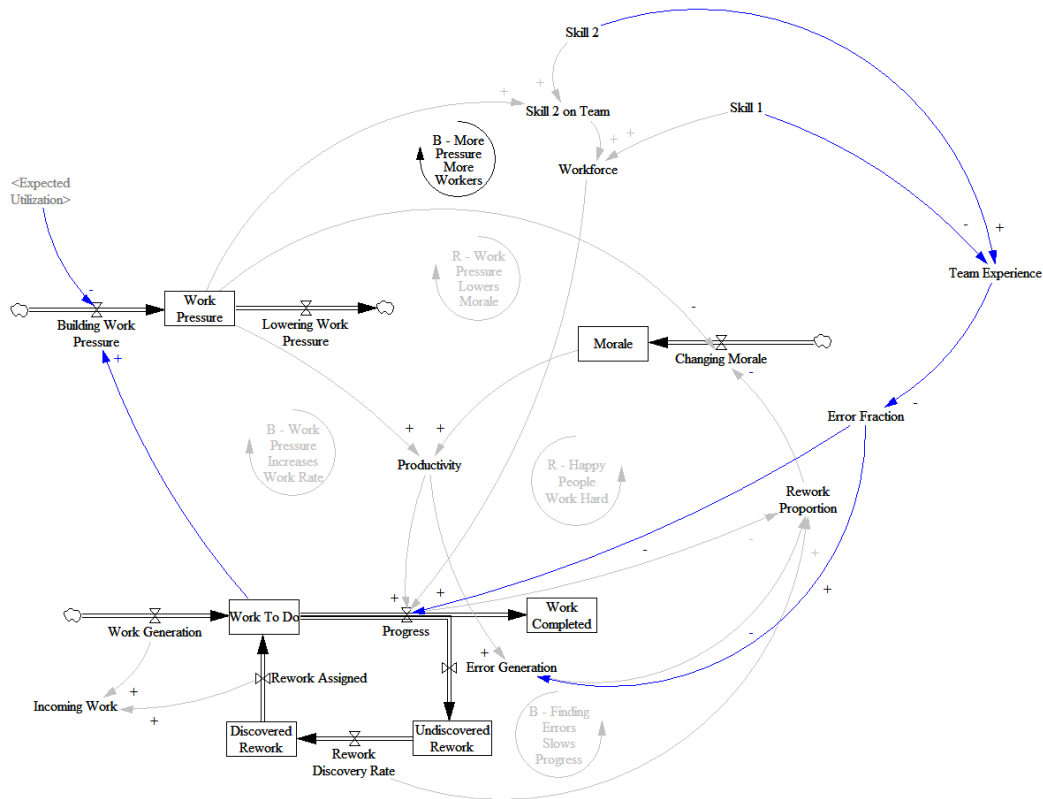 Skill 2
+
+
Skill 2 on Team
Skill 1
+ +
B - More
Pressure
More
Workers
Workforce
<Expected
Utilization>
-
+
Team Experience
R - Work
Pressure
Lowers
Morale
-
Work
Pressure
Building Work
Pressure
Lowering Work
Pressure
+
-
Morale
Changing Morale
-
-
Error Fraction
B - Work
Pressure
Increases
Work Rate
+ +
Productivity
R - Happy
People
Work Hard
Rework
Proportion
-
-
+
+
+
+
Work To Do
Work Generation
Progress
Work
Completed
-
+
Error Generation
Rework Assigned
+
+
Incoming Work
Discovered
Rework
Undiscovered
Rework
Rework
Discovery Rate
B - Finding
Errors
Slows
Progress